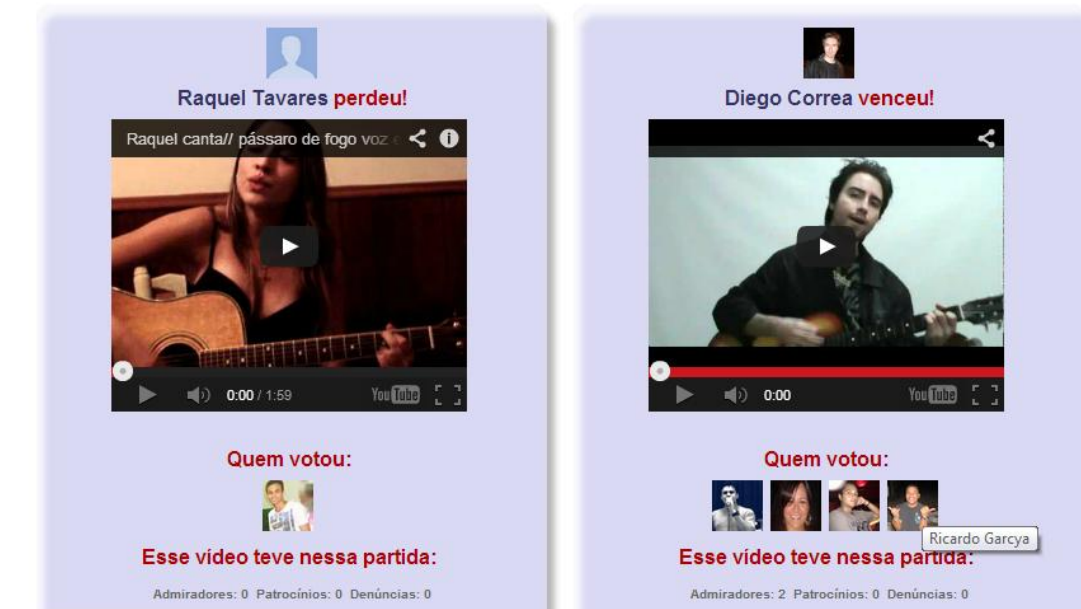 Raquel Tavares perdeu!
Raquel canta// pássaro de fogo voz e
0:00 / 1:59
YouTube
Quem votou:
Esse vídeo teve nessa partida:
Admiradores: 0 Patrocínios: 0 Denúncias: 0
Diego Correa venceu!
0:00
YouTube
Quem votou:
Ricardo Garcya
Esse vídeo teve nessa partida:
Admiradores: 2 Patrocínios: 0 Denúncias: 0